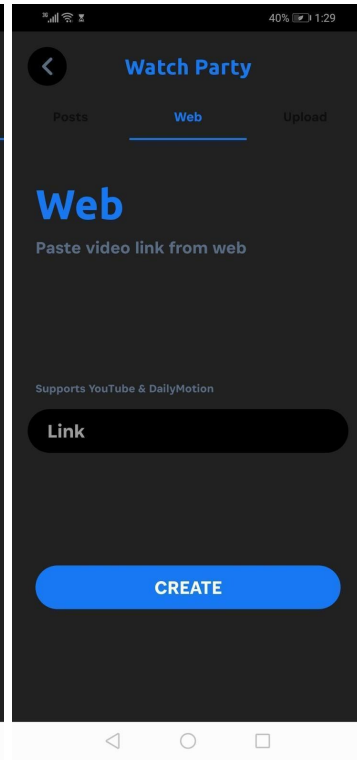 40% 1:29
Watch Party
Posts Web Upload
Web
Paste video link from web
Supports YouTube & DailyMotion
Link
CREATE